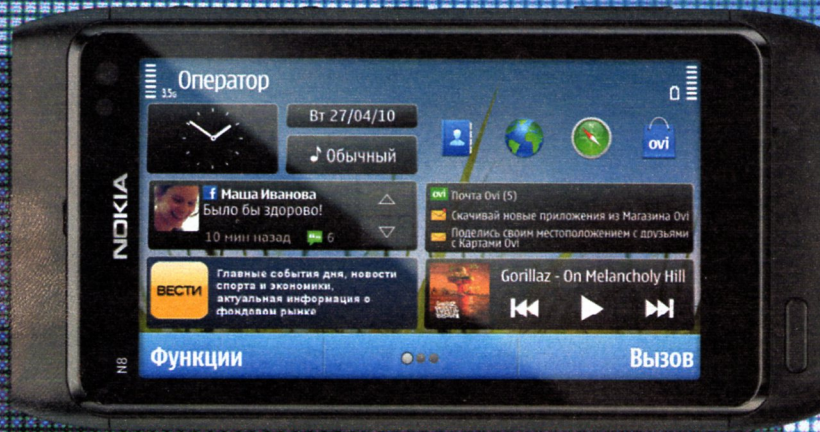 NOKIA
N8
3.5G
Оператор
Вт 27/04/10
Обычный
ovi
f Маша Иванова
Было бы здорово!
10 мин назад 6
ovi Почта Ovi (5)
Скачивай новые приложения из Магазина Ovi
Поделись своим местоположением с друзьями
с Картами Ovi
ВЕСТИ
Главные события дня, новости
спорта и экономики,
актуальная информация о
фондовом рынке
Gorillaz - On Melancholy Hill
Функции
Вызов